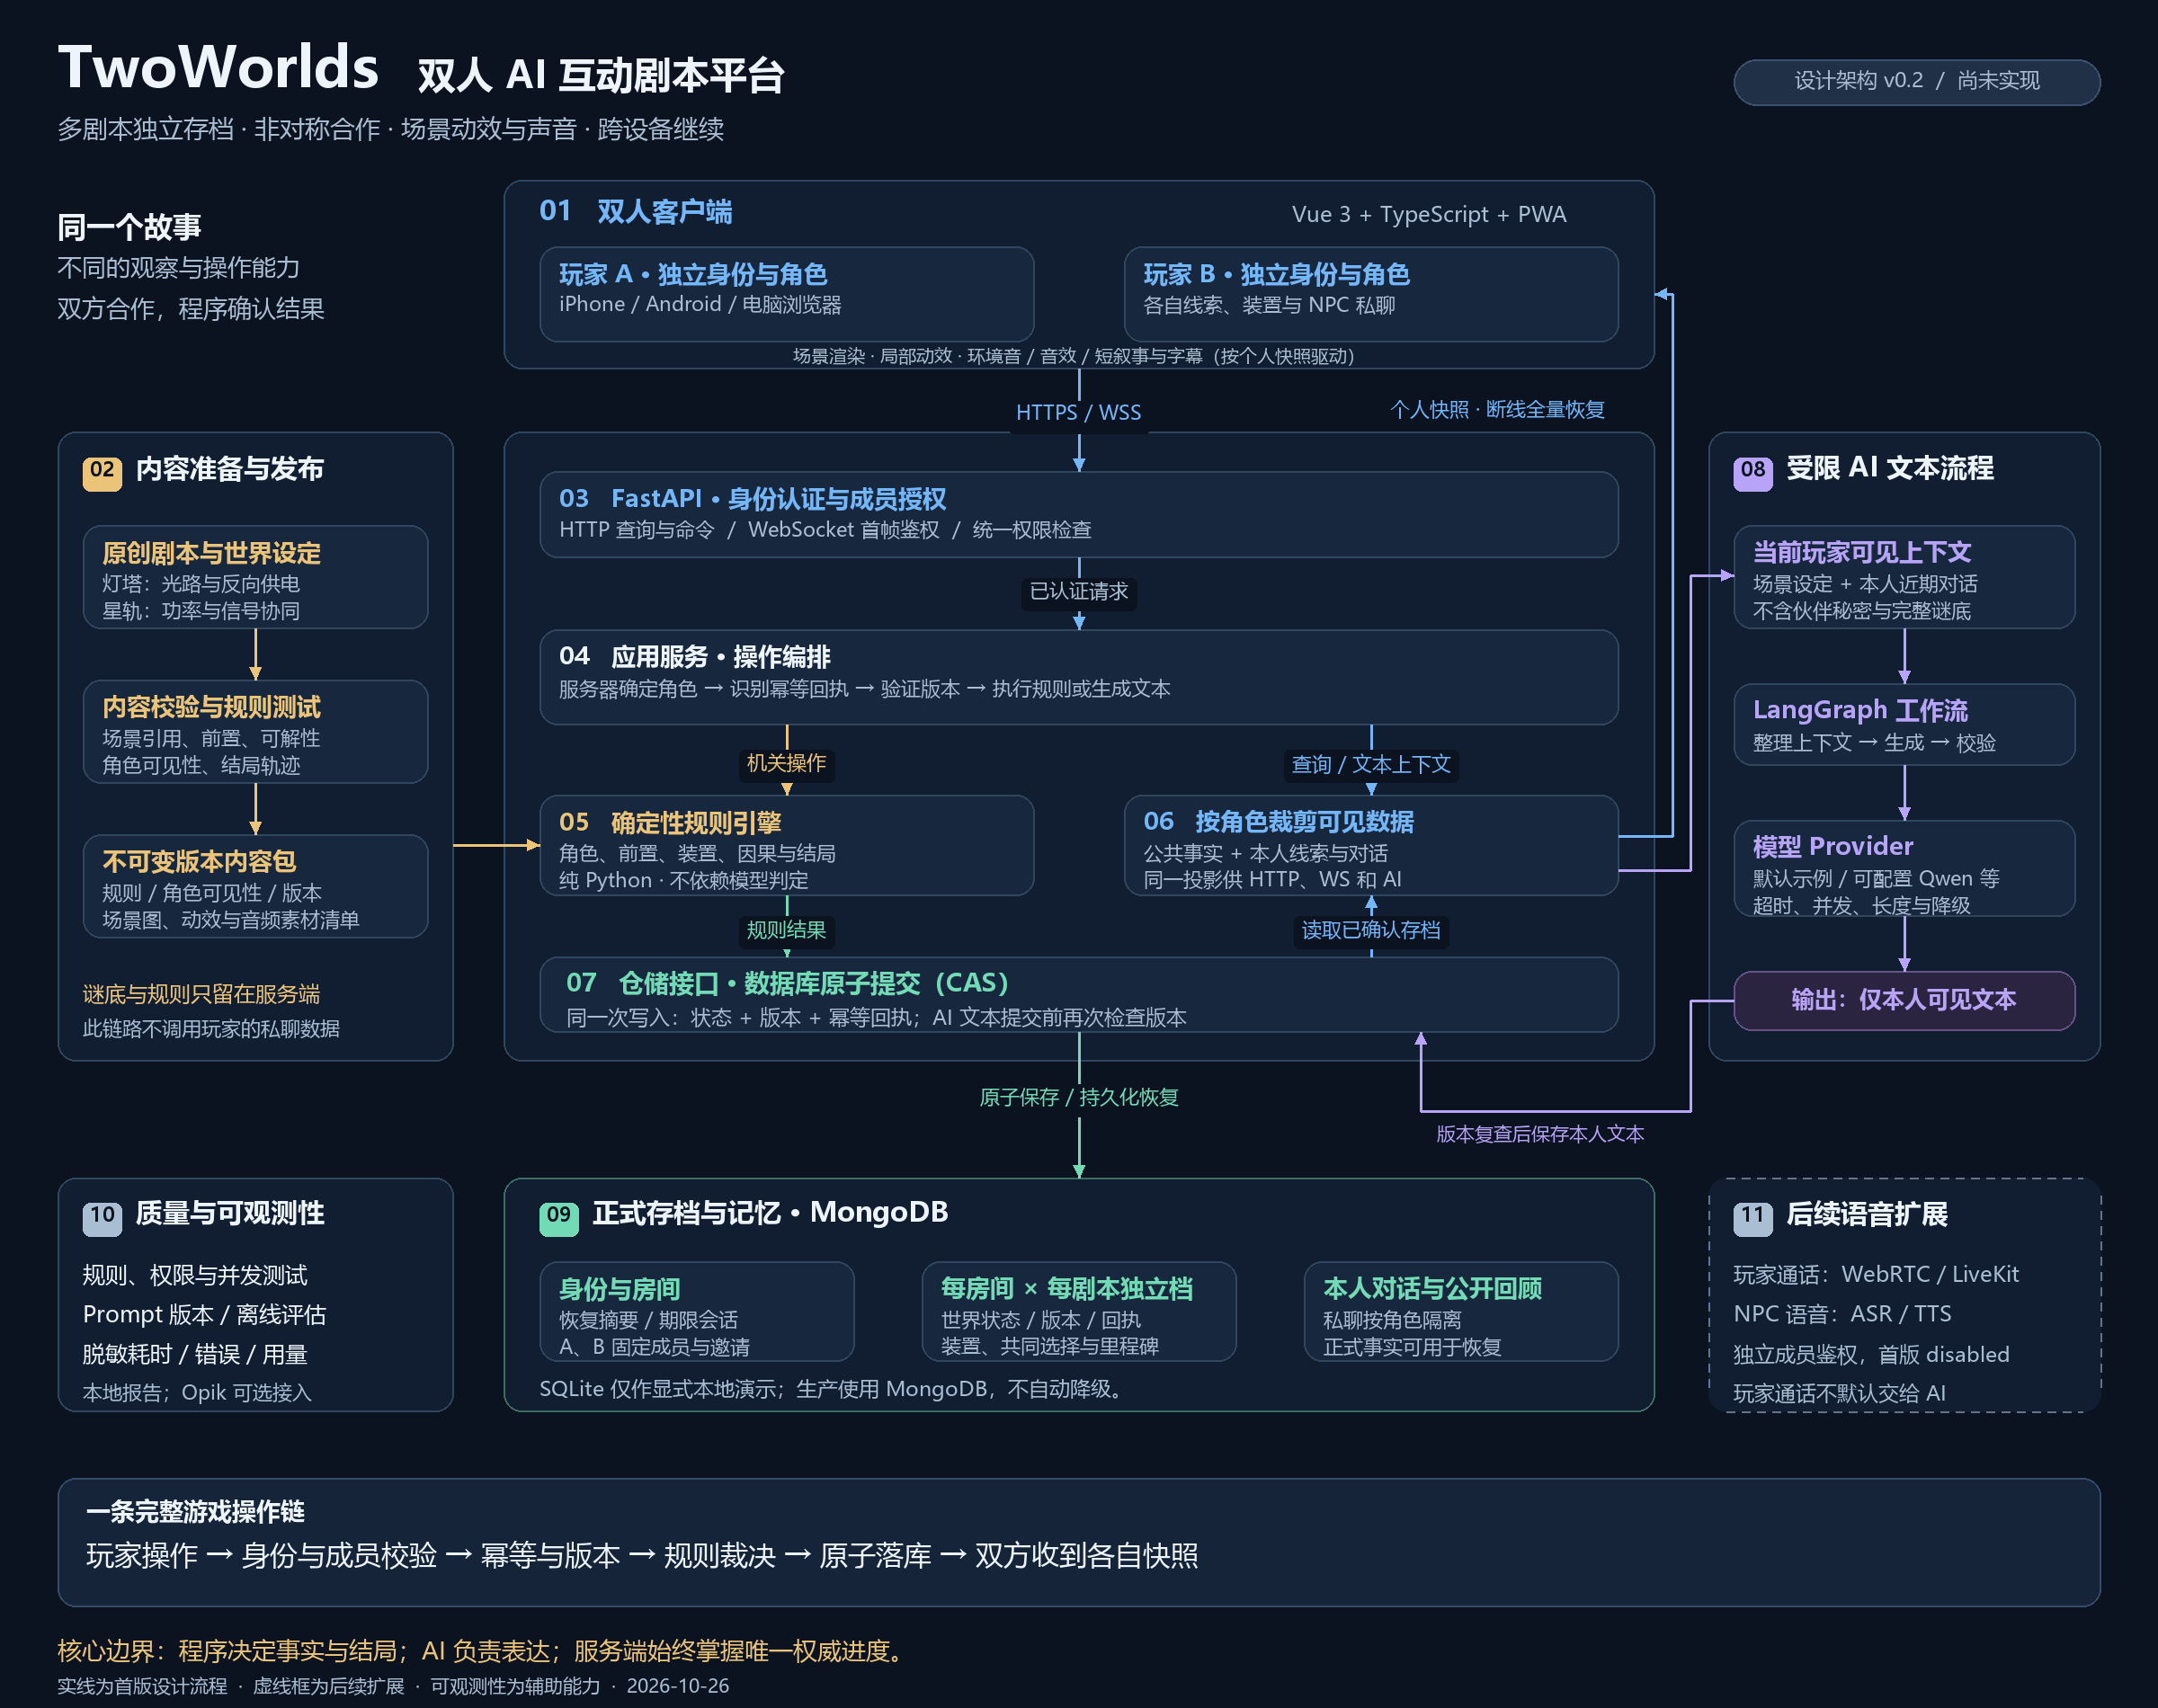 TwoWorlds 双人 AI 互动剧本平台
设计架构 v0.2 / 尚未实现
多剧本独立存档 · 非对称合作 · 场景动效与声音 · 跨设备继续
同一个故事
不同的观察与操作能力
双方合作，程序确认结果
01 双人客户端
Vue 3 + TypeScript + PWA
玩家 A • 独立身份与角色
iPhone / Android / 电脑浏览器
玩家 B • 独立身份与角色
各自线索、装置与 NPC 私聊
场景渲染 · 局部动效 · 环境音 / 音效 / 短叙事与字幕（按个人快照驱动）
HTTPS / WSS
个人快照 · 断线全量恢复
02 内容准备与发布
原创剧本与世界设定
灯塔：光路与反向供电
星轨：功率与信号协同
内容校验与规则测试
场景引用、前置、可解性
角色可见性、结局轨迹
不可变版本内容包
规则 / 角色可见性 / 版本
场景图、动效与音频素材清单
谜底与规则只留在服务端
此链路不调用玩家的私聊数据
03 FastAPI • 身份认证与成员授权
HTTP 查询与命令 / WebSocket 首帧鉴权 / 统一权限检查
已认证请求
04 应用服务 • 操作编排
服务器确定角色 → 识别幂等回执 → 验证版本 → 执行规则或生成文本
机关操作
查询 / 文本上下文
05 确定性规则引擎
角色、前置、装置、因果与结局
纯 Python · 不依赖模型判定
06 按角色裁剪可见数据
公共事实 + 本人线索与对话
同一投影供 HTTP、WS 和 AI
规则结果
读取已确认存档
07 仓储接口 • 数据库原子提交（CAS）
同一次写入：状态 + 版本 + 幂等回执；AI 文本提交前再次检查版本
08 受限 AI 文本流程
当前玩家可见上下文
场景设定 + 本人近期对话
不含伙伴秘密与完整谜底
LangGraph 工作流
整理上下文 → 生成 → 校验
模型 Provider
默认示例 / 可配置 Qwen 等
超时、并发、长度与降级
输出：仅本人可见文本
原子保存 / 持久化恢复
版本复查后保存本人文本
10 质量与可观测性
规则、权限与并发测试
Prompt 版本 / 离线评估
脱敏耗时 / 错误 / 用量
本地报告；Opik 可选接入
09 正式存档与记忆 • MongoDB
身份与房间
恢复摘要 / 期限会话
A、B 固定成员与邀请
每房间 × 每剧本独立档
世界状态 / 版本 / 回执
装置、共同选择与里程碑
本人对话与公开回顾
私聊按角色隔离
正式事实可用于恢复
SQLite 仅作显式本地演示；生产使用 MongoDB，不自动降级。
11 后续语音扩展
玩家通话：WebRTC / LiveKit
NPC 语音：ASR / TTS
独立成员鉴权，首版 disabled
玩家通话不默认交给 AI
一条完整游戏操作链
玩家操作 → 身份与成员校验 → 幂等与版本 → 规则裁决 → 原子落库 → 双方收到各自快照
核心边界：程序决定事实与结局；AI 负责表达；服务端始终掌握唯一权威进度。
实线为首版设计流程 · 虚线框为后续扩展 · 可观测性为辅助能力 · 2026-10-26